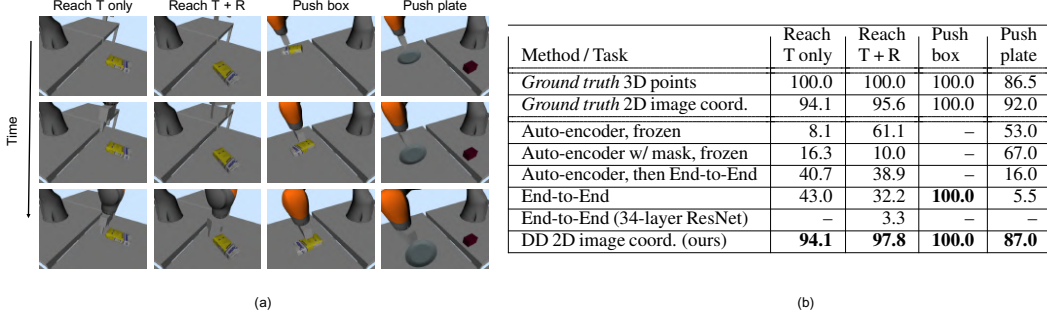 Reach T only Reach T + R Push box Push plate
Time
(a)
Method / Task Reach T only Reach T + R Push box Push plate
Ground truth 3D points 100.0 100.0 100.0 86.5
Ground truth 2D image coord. 94.1 95.6 100.0 92.0
Auto-encoder, frozen 8.1 61.1 – 53.0
Auto-encoder w/ mask, frozen 16.3 10.0 – 67.0
Auto-encoder, then End-to-End 40.7 38.9 – 16.0
End-to-End 43.0 32.2 100.0 5.5
End-to-End (34-layer ResNet) – 3.3 – –
DD 2D image coord. (ours) 94.1 97.8 100.0 87.0
(b)